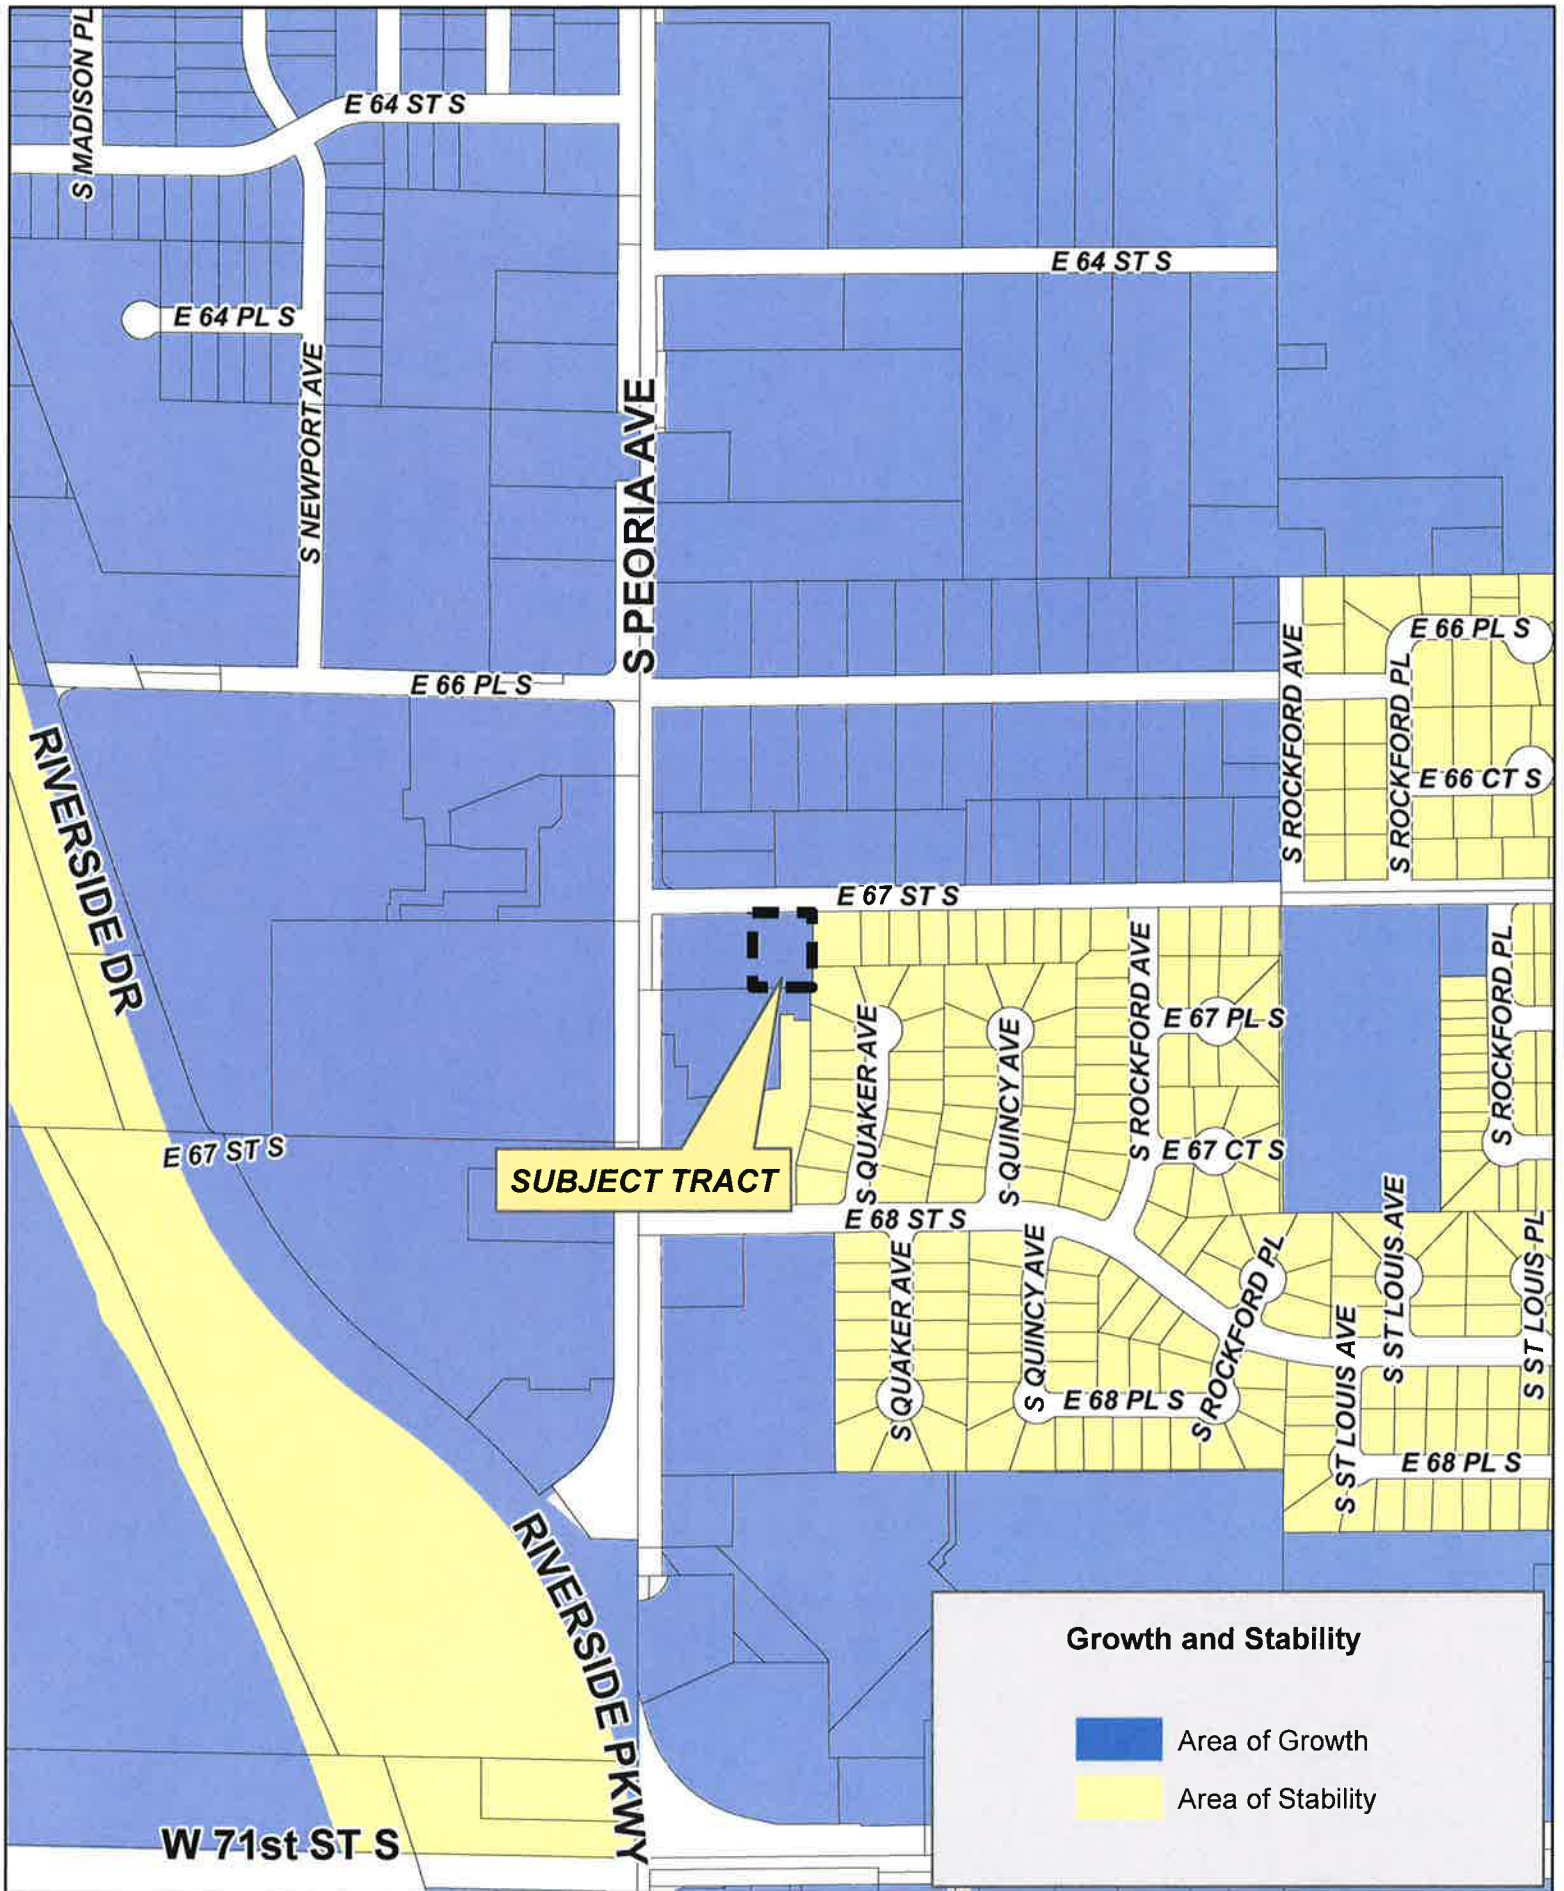 S MADISON PL
E 64 ST S
E 64 ST S
E 64 PL S
S NEWPORT AVE
S PEORIA AVE
E 66 PL S
S ROCKFORD AVE
S ROCKFORD PL
E 66 PL S
E 66 CT S
RIVERSIDE DR
E 67 ST S
S ROCKFORD AVE
S ROCKFORD PL
E 67 PL S
S QUAKER AVE
S QUINCY AVE
E 67 ST S
E 67 CT S
SUBJECT TRACT
E 68 ST S
S QUAKER AVE
S QUINCY AVE
S ROCKFORD PL
S ST LOUIS AVE
S ST LOUIS PL
S ST LOUIS AVE
E 68 PL S
E 68 PL S
RIVERSIDE PKWY
Growth and Stability
Area of Growth
Area of Stability
W 71st ST S